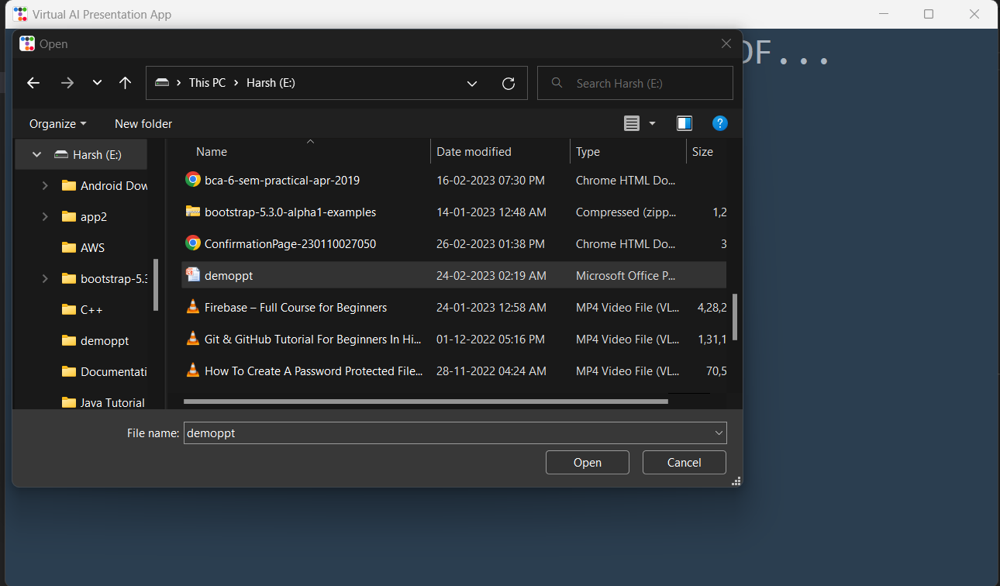 Virtual AI Presentation App
Open
DF...
This PC > Harsh (E:)
Search Harsh (E:)
Organize
New folder
Harsh (E:)
Android Dow
app2
AWS
bootstrap-5.3
C++
demoppt
Documentati
Java Tutorial
Name Date modified Type Size
bca-6-sem-practical-apr-2019 16-02-2023 07:30 PM Chrome HTML Do...
bootstrap-5.3.0-alpha1-examples 14-01-2023 12:48 AM Compressed (zipp... 1,2
ConfirmationPage-230110027050 26-02-2023 01:38 PM Chrome HTML Do... 3
demoppt 24-02-2023 02:19 AM Microsoft Office P...
Firebase – Full Course for Beginners 24-01-2023 12:58 AM MP4 Video File (VL... 4,28,2
Git & GitHub Tutorial For Beginners In Hi... 01-12-2022 05:16 PM MP4 Video File (VL... 1,31,1
How To Create A Password Protected File... 28-11-2022 04:24 AM MP4 Video File (VL... 70,5
File name: demoppt
Open Cancel